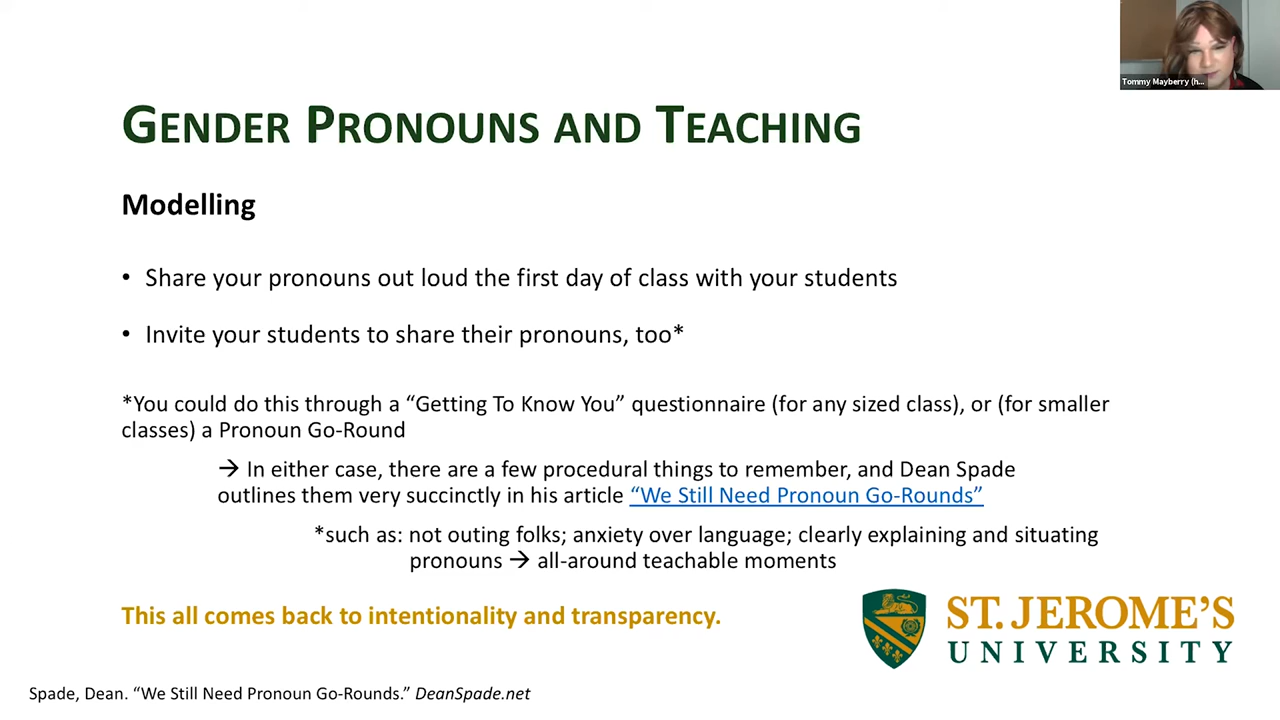 Tommy Mayberry (h...
GENDER PRONOUNS AND TEACHING
Modelling
• Share your pronouns out loud the first day of class with your students
• Invite your students to share their pronouns, too*
*You could do this through a “Getting To Know You” questionnaire (for any sized class), or (for smaller
classes) a Pronoun Go-Round
→ In either case, there are a few procedural things to remember, and Dean Spade
outlines them very succinctly in his article “We Still Need Pronoun Go-Rounds”
*such as: not outing folks; anxiety over language; clearly explaining and situating
pronouns → all-around teachable moments
This all comes back to intentionality and transparency.
ST. JEROME’S
UNIVERSITY
Spade, Dean. “We Still Need Pronoun Go-Rounds.” DeanSpade.net